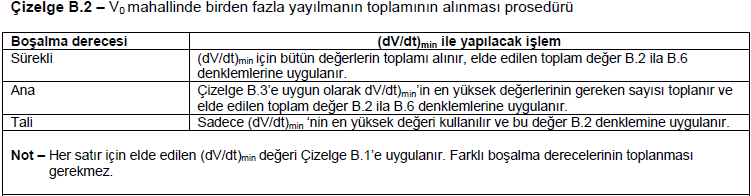 Çizelge B.2 – V0 mahallinde birden fazla yayılmanın toplamının alınması prosedürü
Boşalma derecesi (dV/dt)min ile yapılacak işlem
Sürekli (dV/dt)min için bütün değerlerin toplamı alınır, elde edilen toplam değer B.2 ila B.6
denklemlerine uygulanır.
Ana Çizelge B.3’e uygun olarak dV/dt)min’in en yüksek değerlerinin gereken sayısı toplanır ve
elde edilen toplam değer B.2 ila B.6 denklemlerine uygulanır.
Tali Sadece (dV/dt)min ‘nin en yüksek değeri kullanılır ve bu değer B.2 denklemine uygulanır.
Not – Her satır için elde edilen (dV/dt)min değeri Çizelge B.1’e uygulanır. Farklı boşalma derecelerinin toplanması
gerekmez.